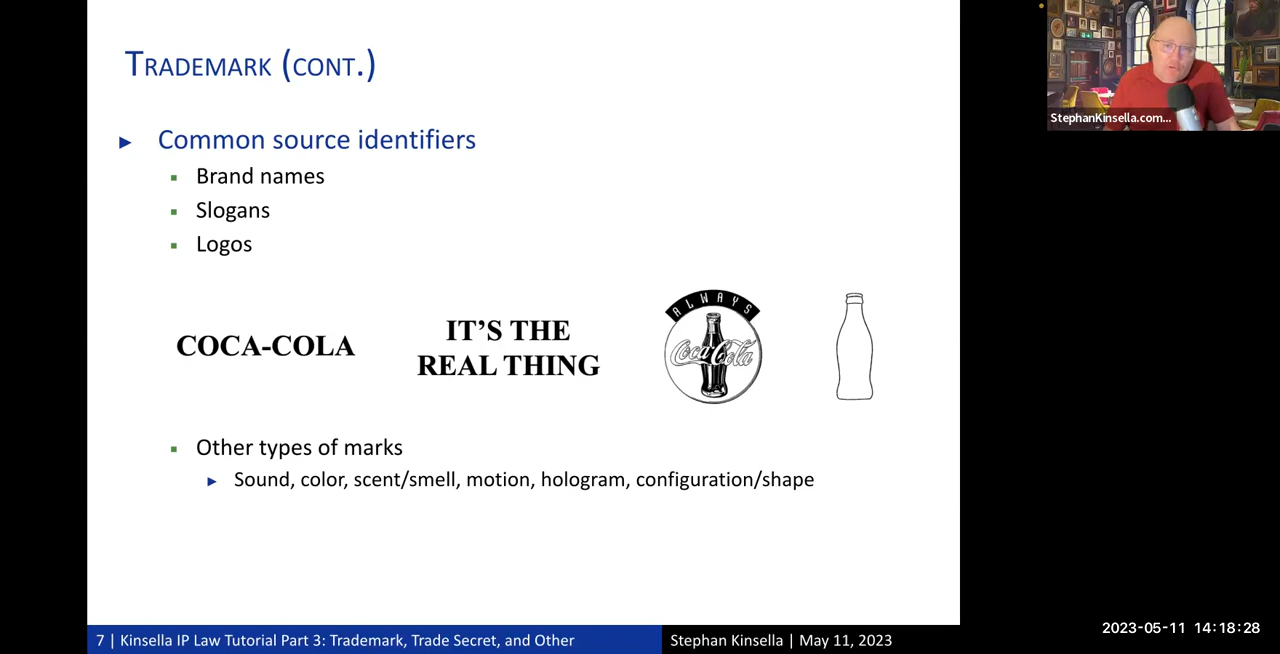 TRADEMARK (CONT.)
Common source identifiers
Brand names
Slogans
Logos
COCA-COLA
IT'S THE
REAL THING
ALWAYS
Coca-Cola
Other types of marks
Sound, color, scent/smell, motion, hologram, configuration/shape
7 | Kinsella IP Law Tutorial Part 3: Trademark, Trade Secret, and Other
Stephan Kinsella | May 11, 2023
StephanKinsella.com...
2023-05-11 14:18:28